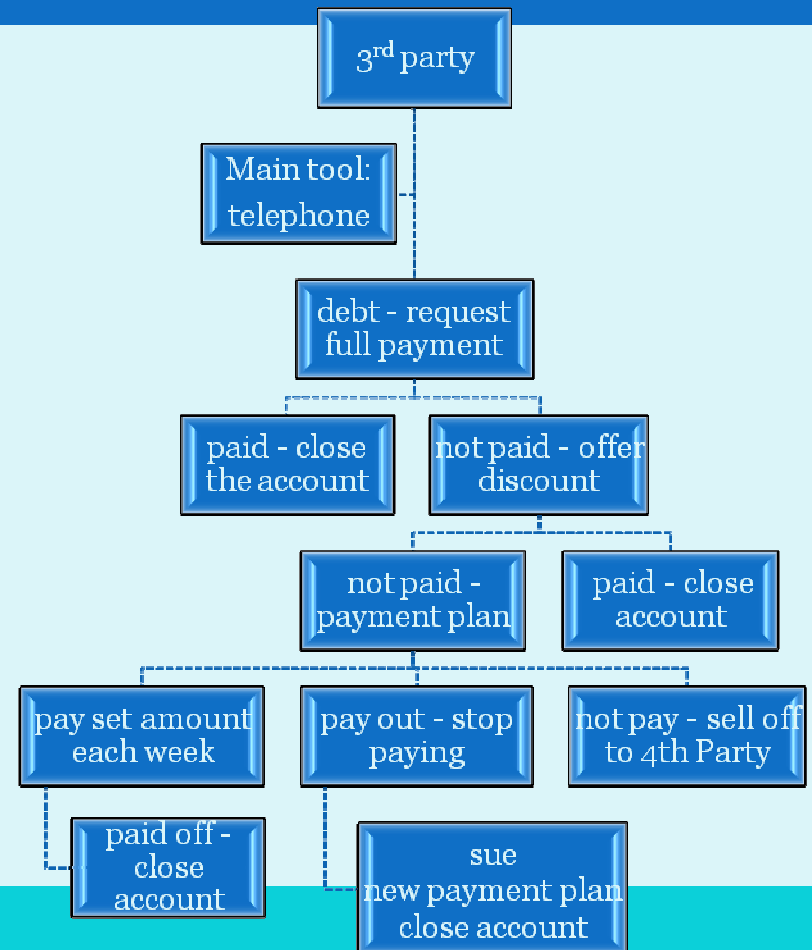 3rd party
Main tool:
telephone
debt - request
full payment
paid - close
the account
not paid - offer
discount
not paid -
payment plan
paid - close
account
pay set amount
each week
pay out - stop
paying
not pay - sell off
to 4th Party
paid off -
close
account
sue
new payment plan
close account